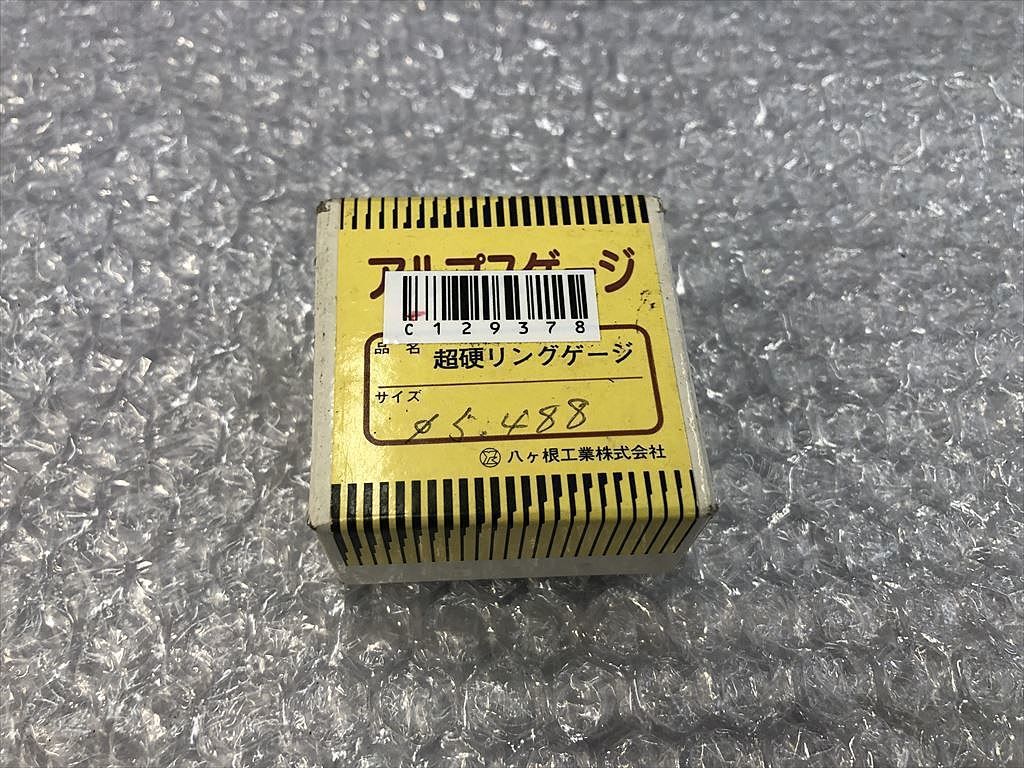 アルプスゲージ
C129378
品名 超硬リングゲージ
サイズ
φ5.488
八ヶ根工業株式会社